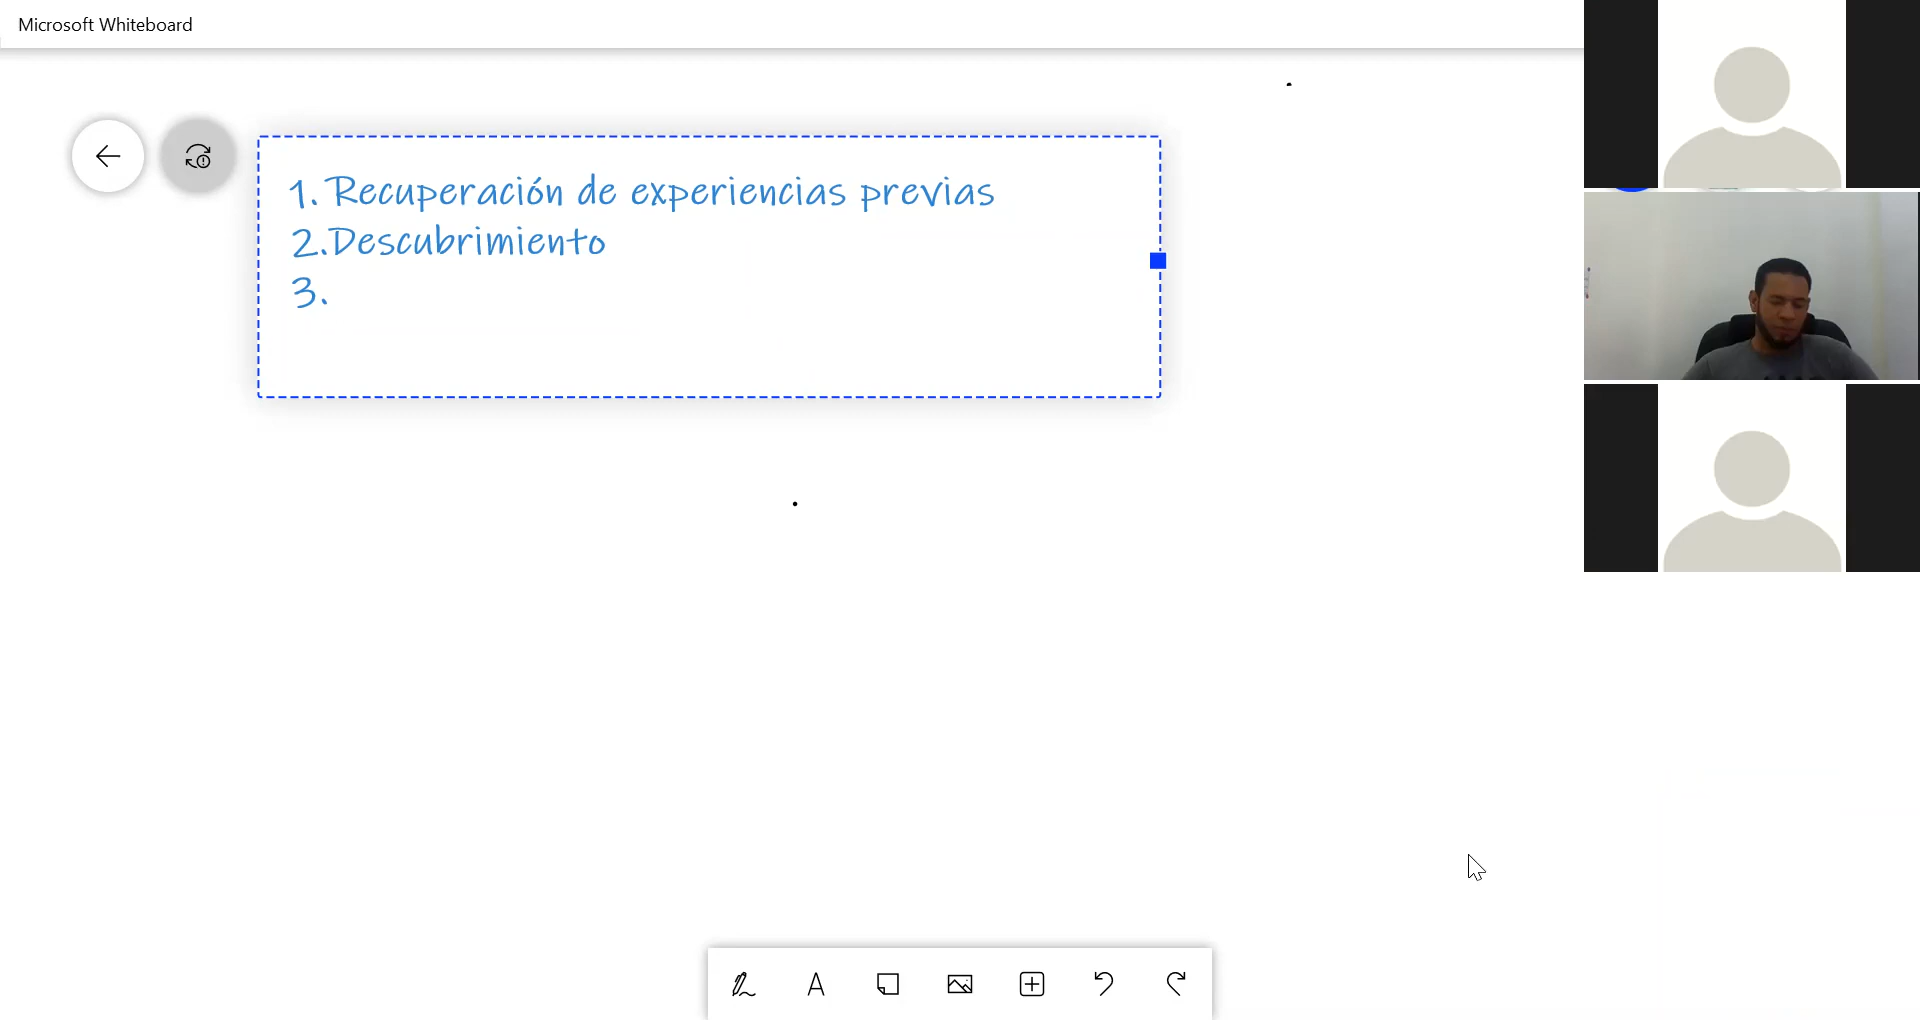 Microsoft Whiteboard
1. Recuperación de experiencias previas
2.Descubrimiento
3.